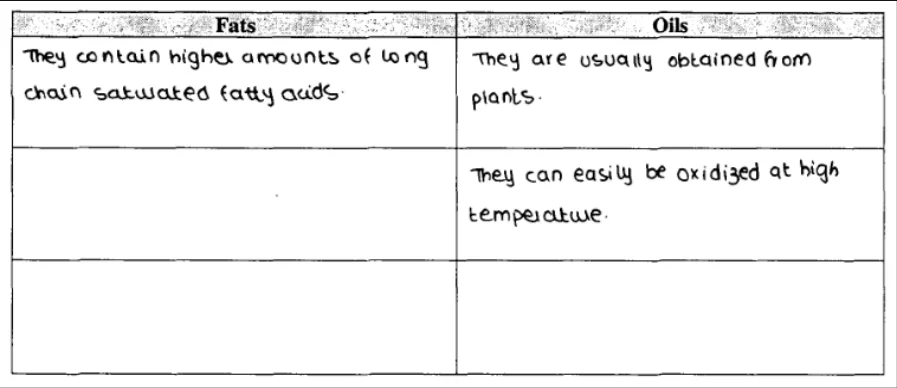 Fats
Oils
They contain higher amounts of long
chain saturated fatty acids.
They are usually obtained from
plants.
They can easily be oxidized at high
temperature.